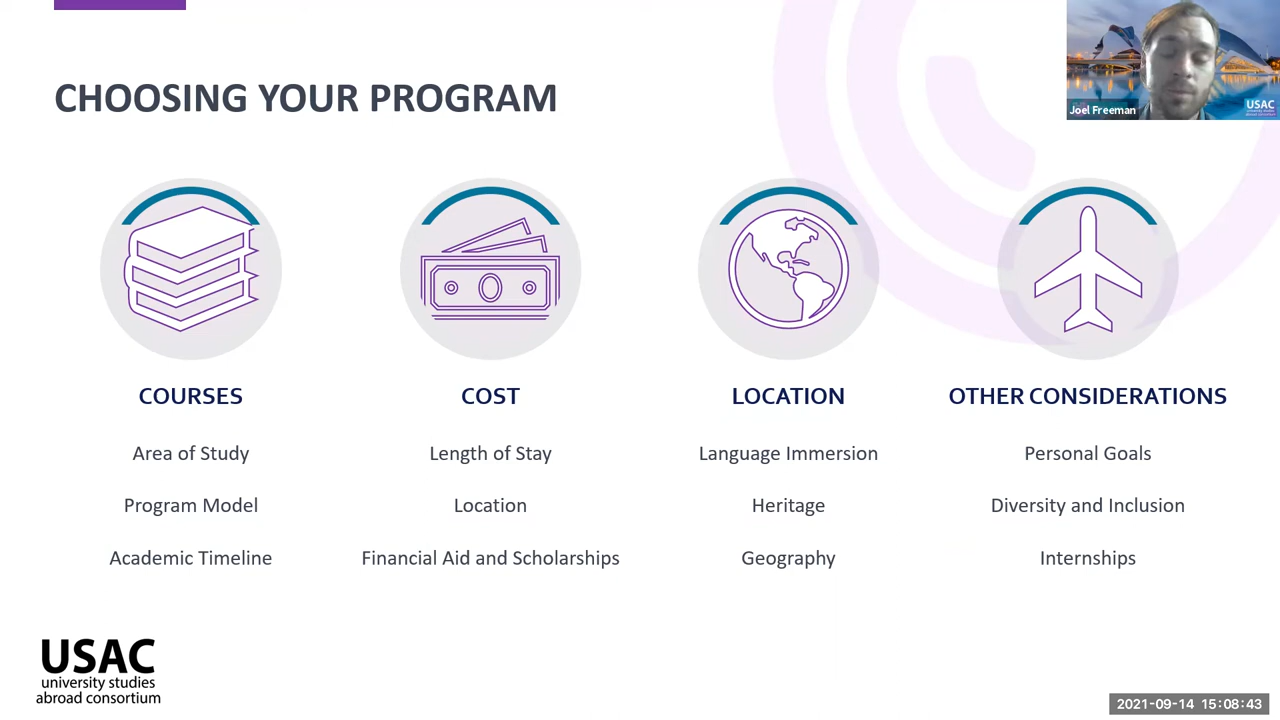 CHOOSING YOUR PROGRAM
Joel Freeman
USAC
COURSES
Area of Study
Program Model
Academic Timeline
COST
Length of Stay
Location
Financial Aid and Scholarships
LOCATION
Language Immersion
Heritage
Geography
OTHER CONSIDERATIONS
Personal Goals
Diversity and Inclusion
Internships
USAC
university studies
abroad consortium
2021-09-14 15:08:43